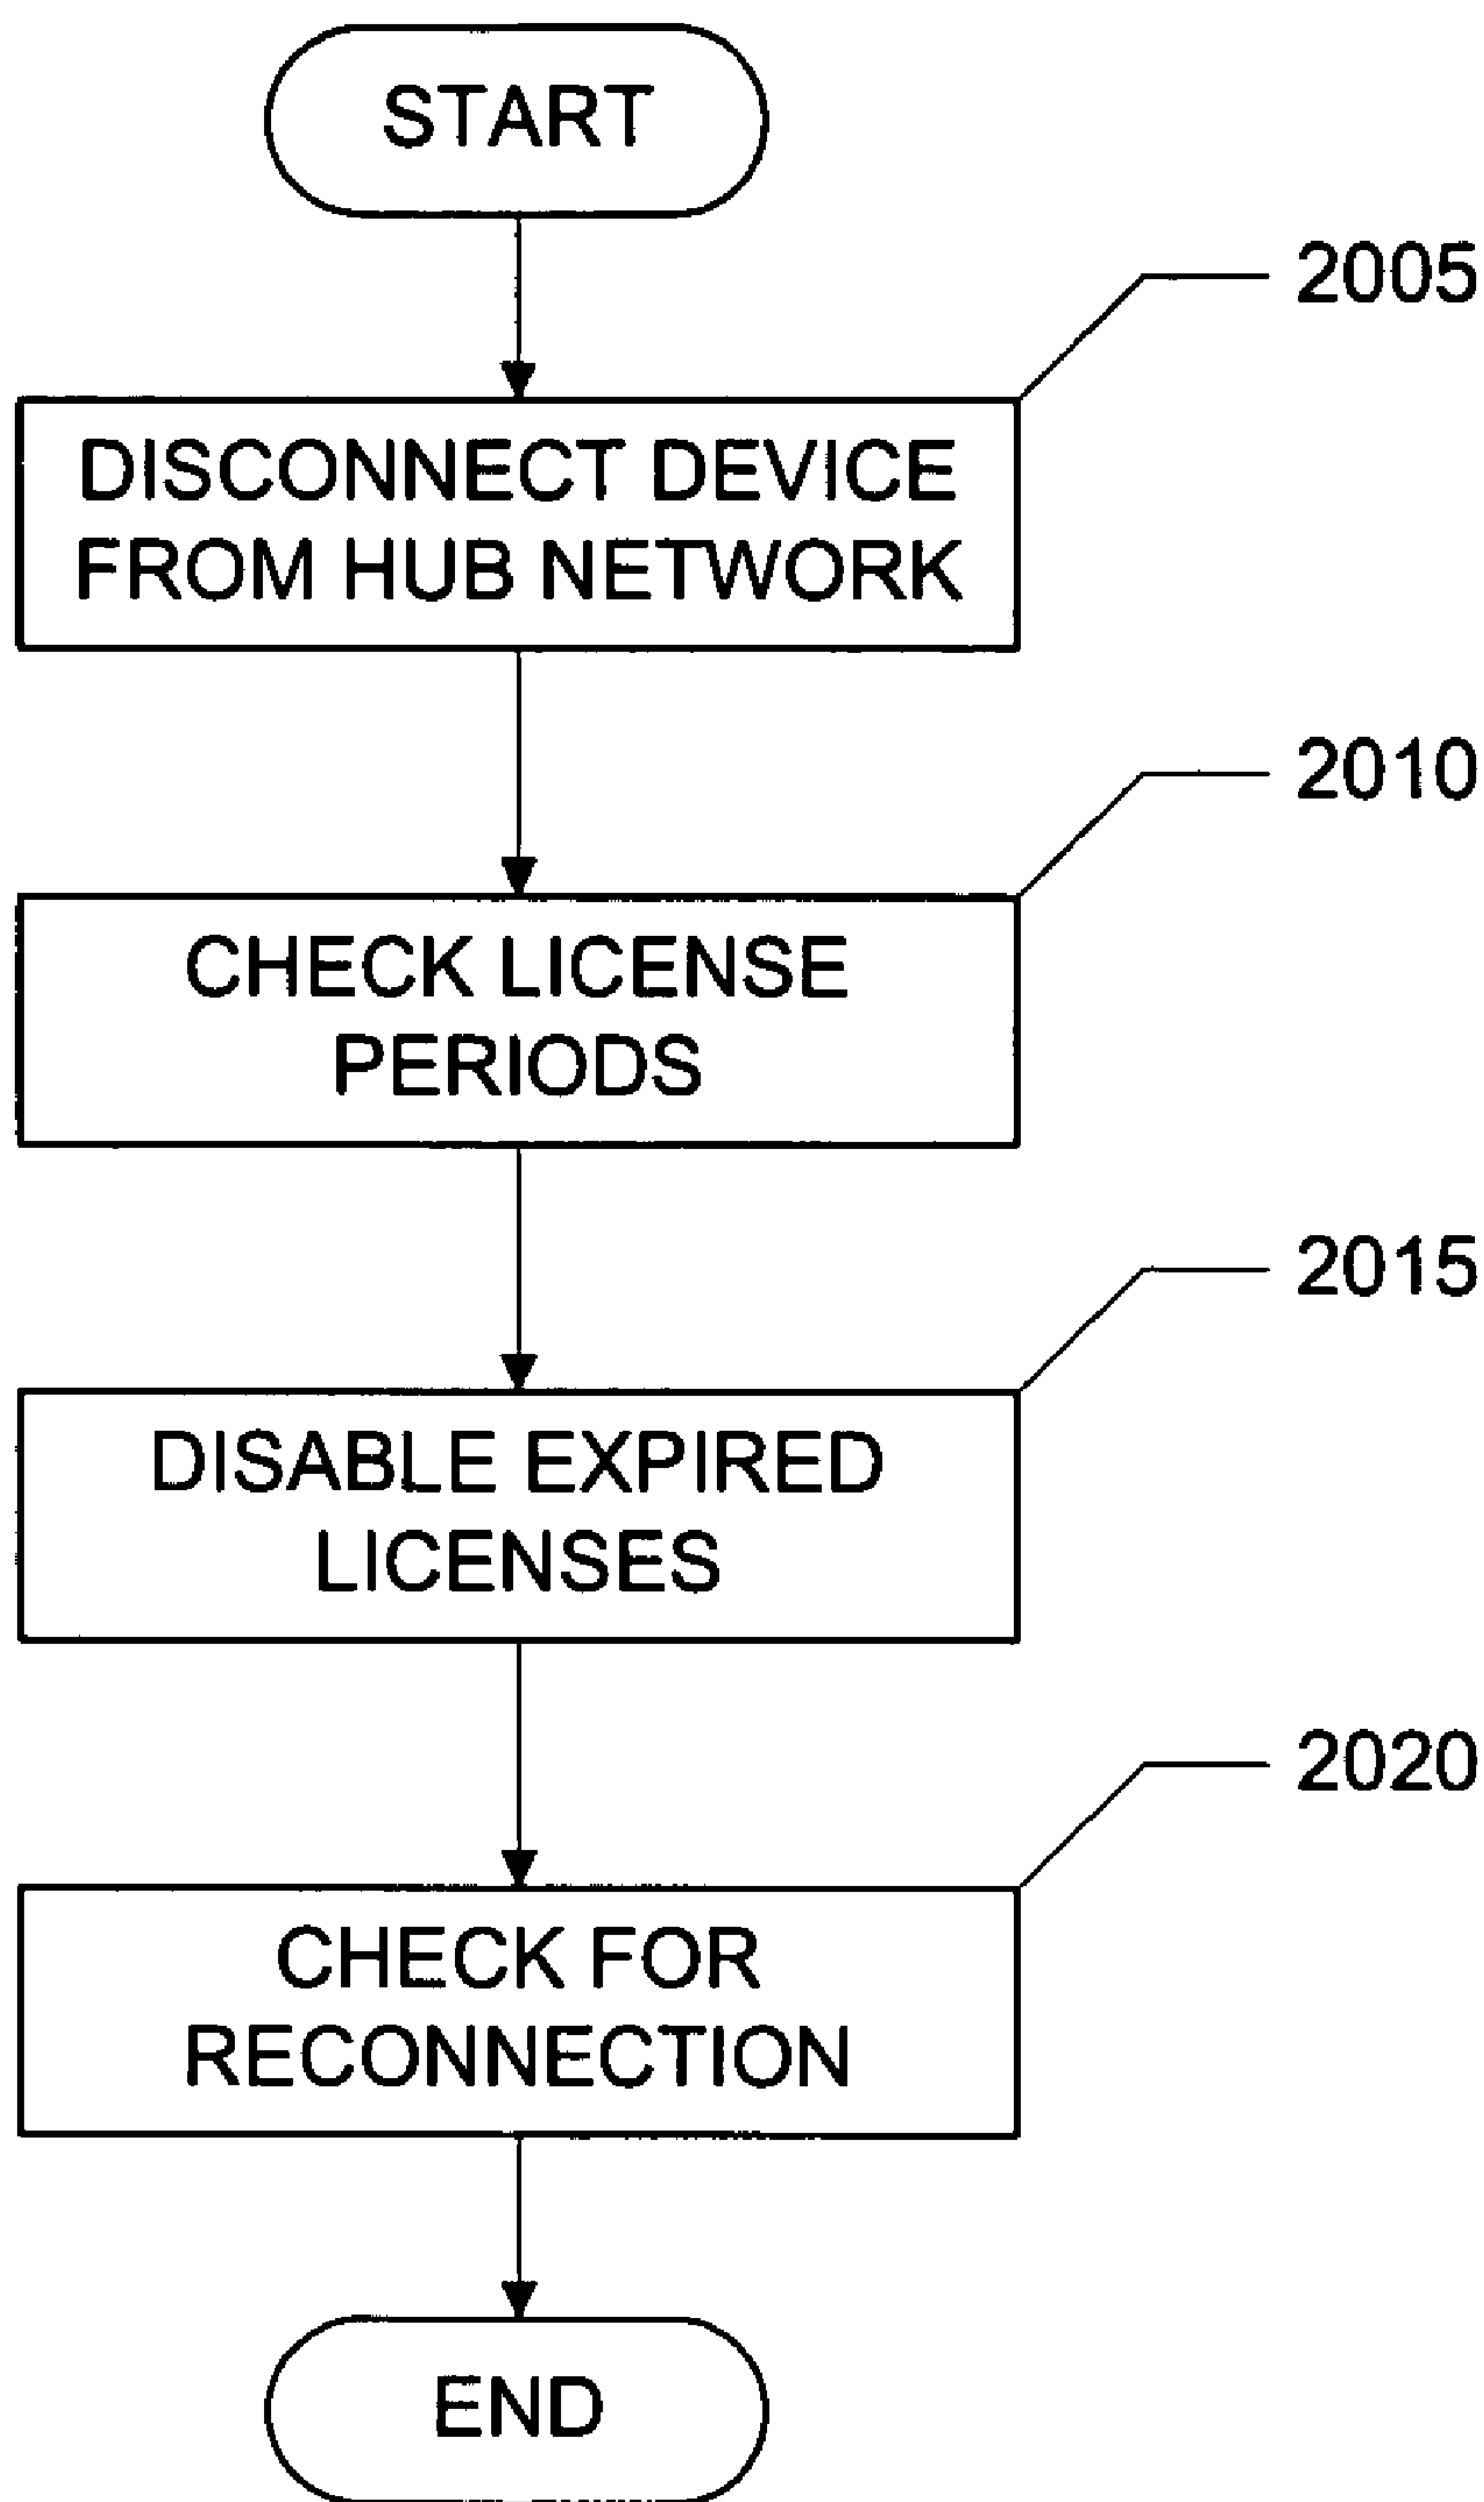 START
2005
DISCONNECT DEVICE
FROM HUB NETWORK
2010
CHECK LICENSE
PERIODS
2015
DISABLE EXPIRED
LICENSES
2020
CHECK FOR
RECONNECTION
END